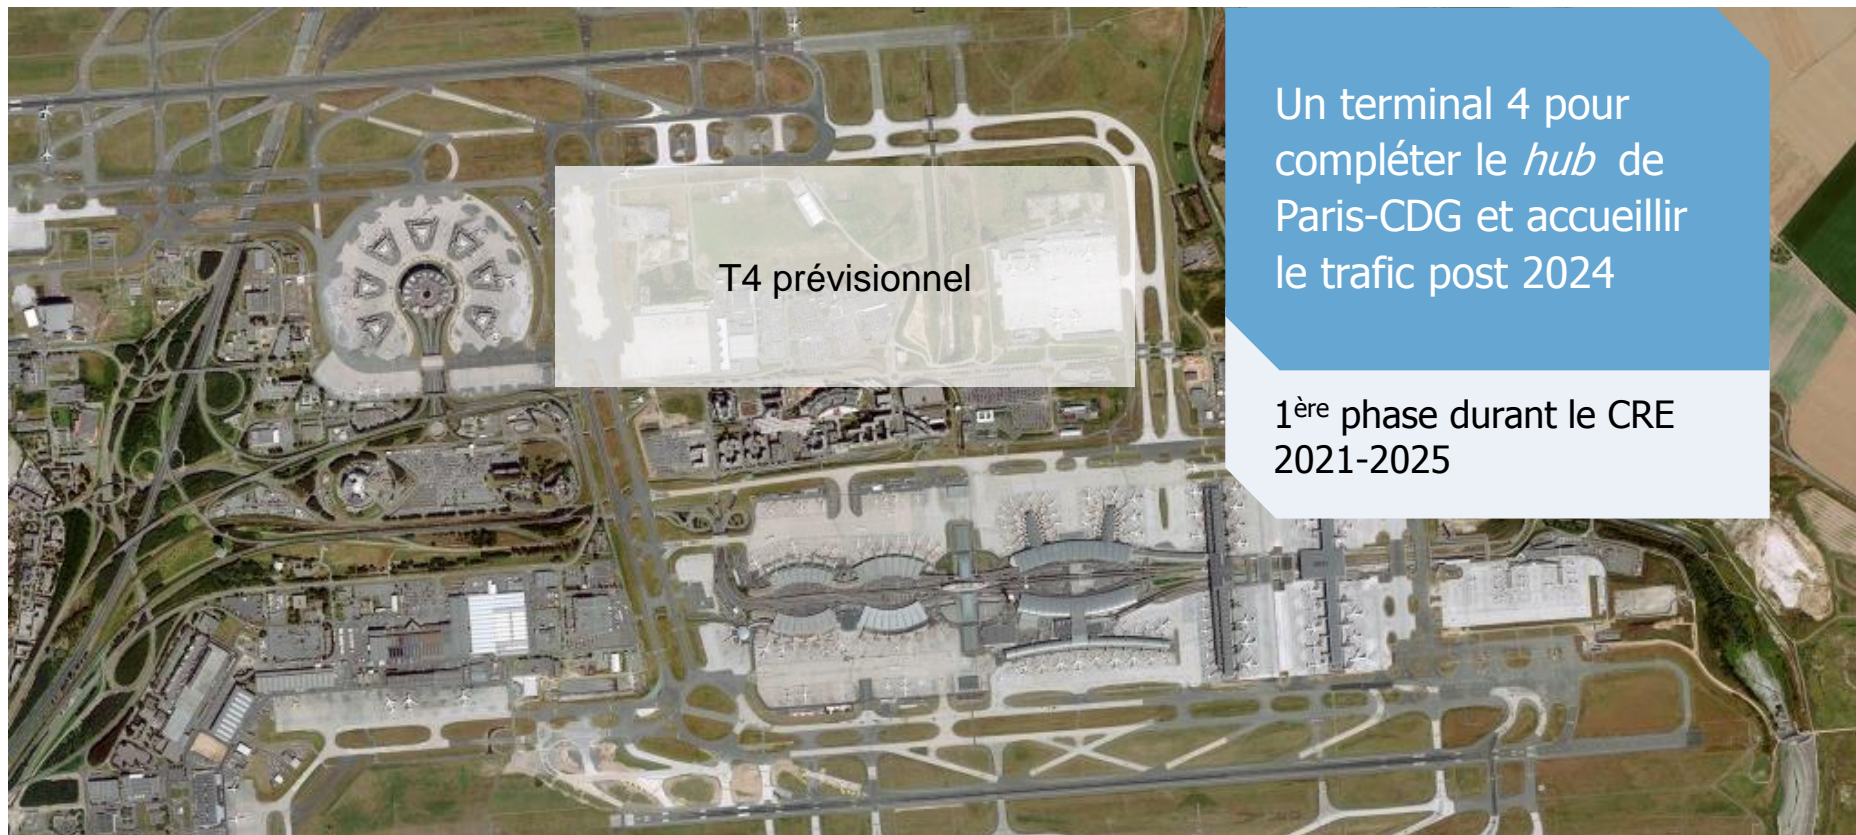 Un terminal 4 pour
compléter le hub de
Paris-CDG et accueillir
le trafic post 2024
T4 prévisionnel
1ère phase durant le CRE
2021-2025